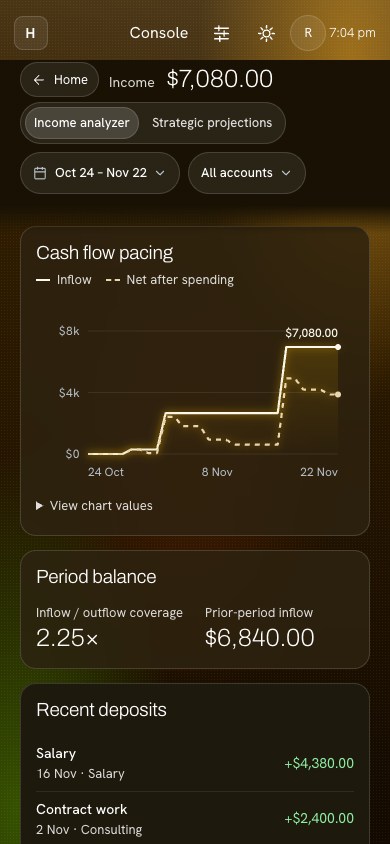 H
Console
R
7:04 pm
Home
Income
$7,080.00
Income analyzer
Strategic projections
Oct 24 – Nov 22
All accounts
Cash flow pacing
Inflow
Net after spending
$7,080.00
$8k
$4k
$0
24 Oct
8 Nov
22 Nov
View chart values
Period balance
Inflow / outflow coverage
Prior-period inflow
2.25×
$6,840.00
Recent deposits
Salary
16 Nov · Salary
+$4,380.00
Contract work
2 Nov · Consulting
+$2,400.00